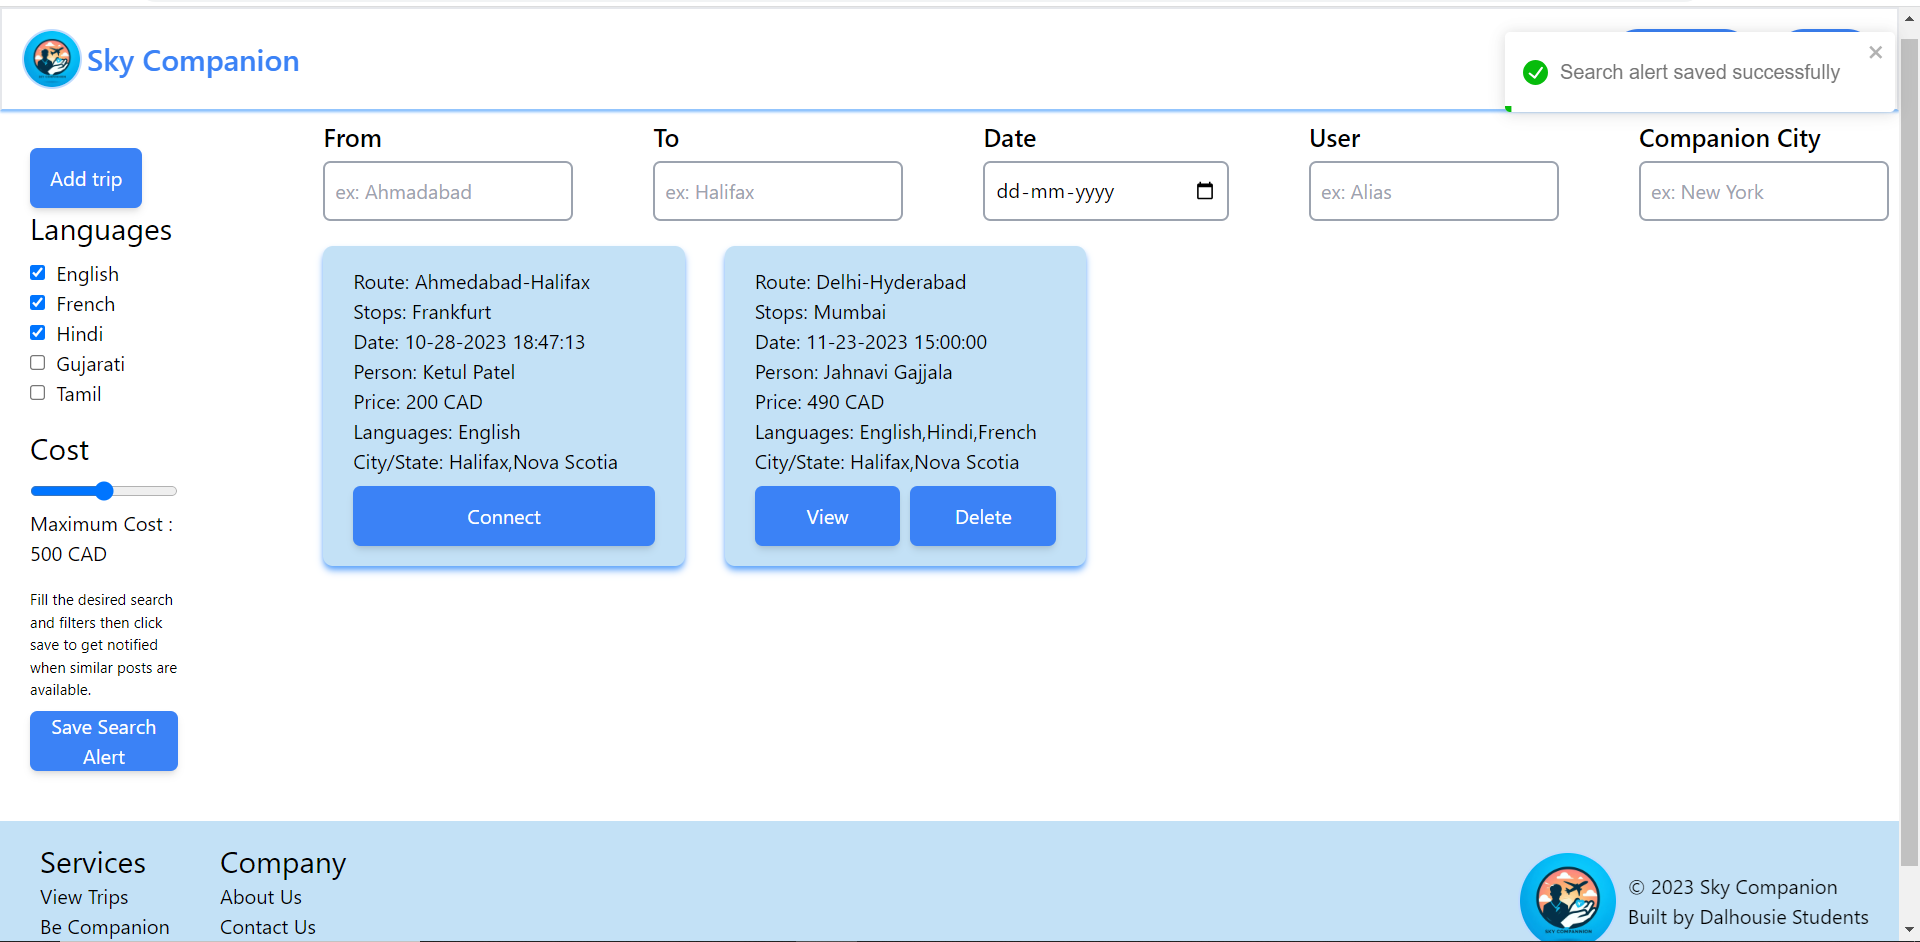 Sky Companion
Search alert saved successfully
Add trip
Languages
English
French
Hindi
Gujarati
Tamil
Cost
Maximum Cost :
500 CAD
Fill the desired search
and filters then click
save to get notified
when similar posts are
available.
Save Search
Alert
From
ex: Ahmadabad
To
ex: Halifax
Date
dd-mm-yyyy
User
ex: Alias
Companion City
ex: New York
Route: Ahmedabad-Halifax
Stops: Frankfurt
Date: 10-28-2023 18:47:13
Person: Ketul Patel
Price: 200 CAD
Languages: English
City/State: Halifax,Nova Scotia
Connect
Route: Delhi-Hyderabad
Stops: Mumbai
Date: 11-23-2023 15:00:00
Person: Jahnavi Gajjala
Price: 490 CAD
Languages: English,Hindi,French
City/State: Halifax,Nova Scotia
View
Delete
Services
View Trips
Be Companion
Company
About Us
Contact Us
SKY COMPANION
© 2023 Sky Companion
Built by Dalhousie Students